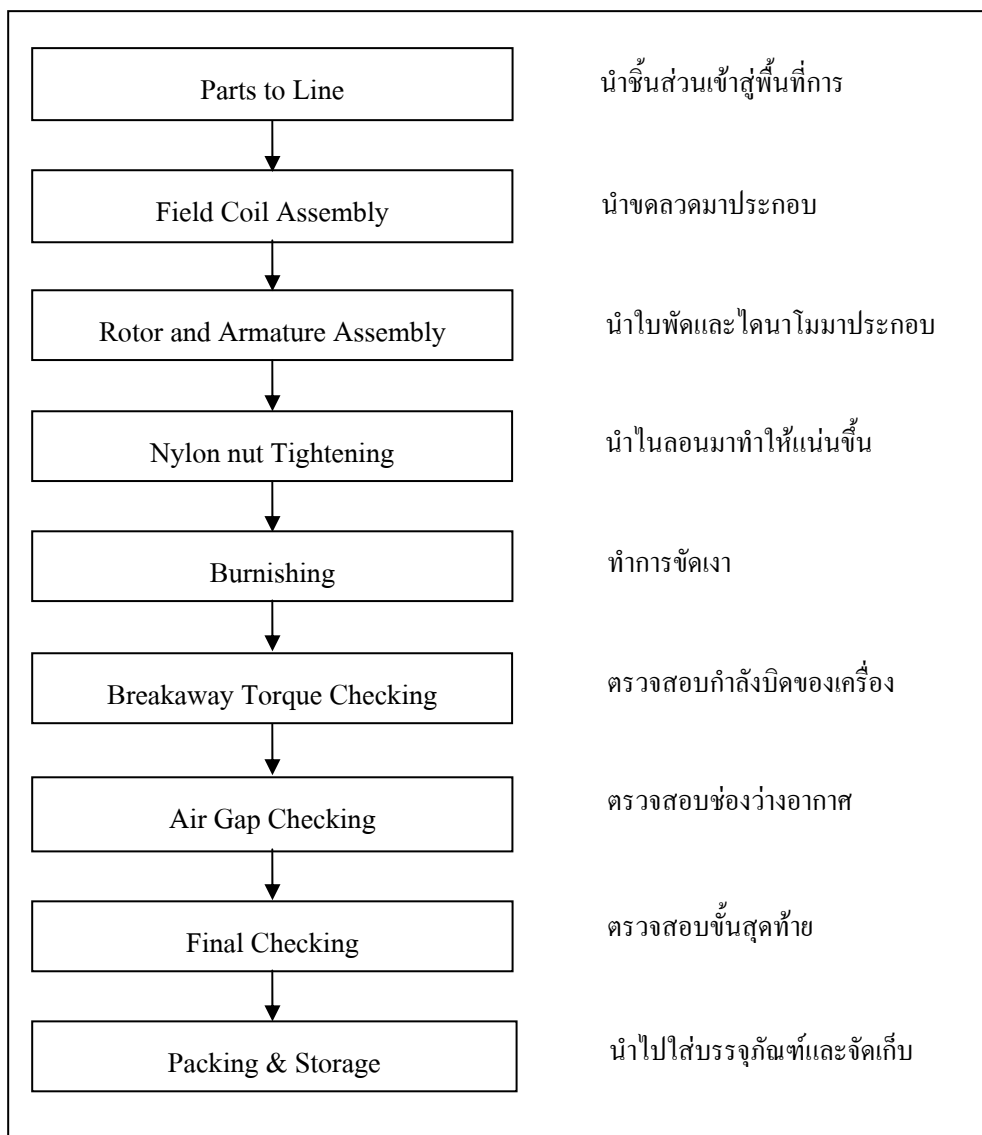 Parts to Line
นำชิ้นส่วนเข้าสู่พื้นที่การ
Field Coil Assembly
นำขดลวดมาประกอบ
Rotor and Armature Assembly
นำใบพัดและไดนาโมมาประกอบ
Nylon nut Tightening
นำไนลอนมาทำให้แน่นขึ้น
Burnishing
ทำการขัดเงา
Breakaway Torque Checking
ตรวจสอบกำลังบิดของเครื่อง
Air Gap Checking
ตรวจสอบช่องว่างอากาศ
Final Checking
ตรวจสอบขั้นสุดท้าย
Packing & Storage
นำไปใส่บรรจุภัณฑ์และจัดเก็บ